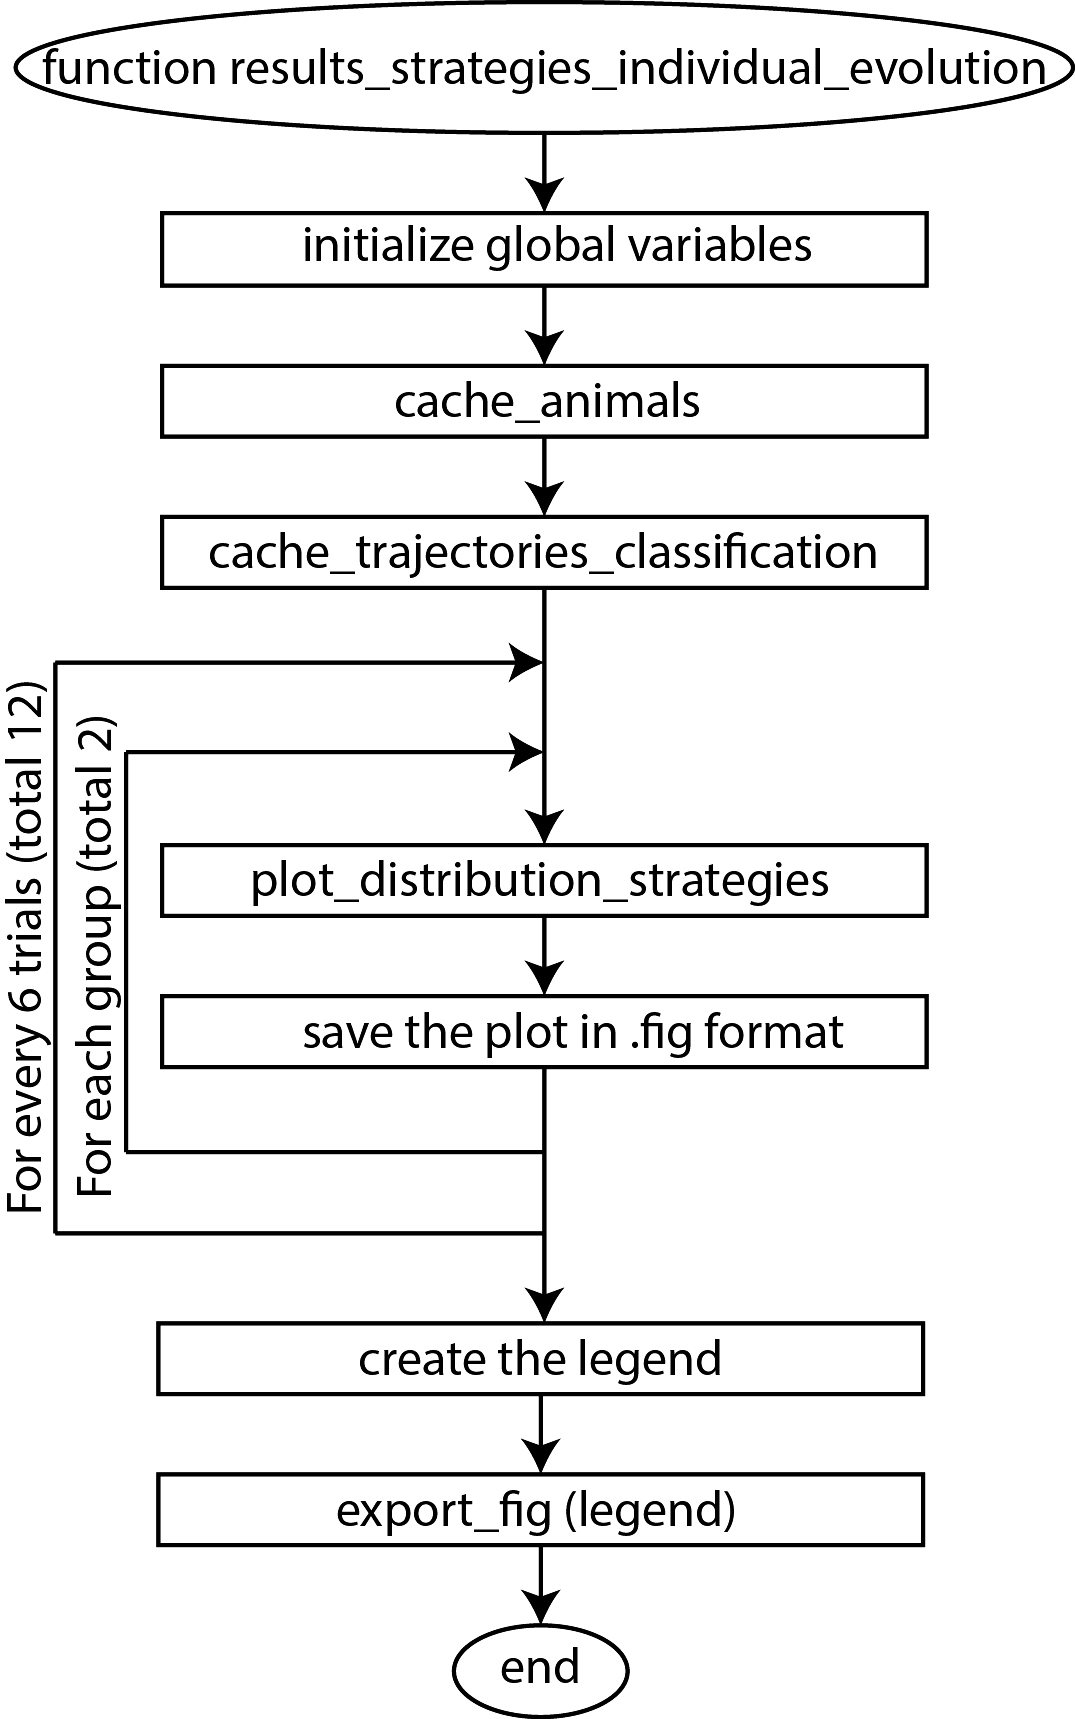 function results_strategies_individual_evolution
initialize global variables
cache_animals
cache_trajectories_classification
For every 6 trials (total 12)
For each group (total 2)
plot_distribution_strategies
save the plot in .fig format
create the legend
export_fig (legend)
end